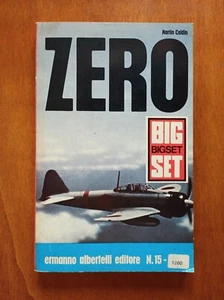 Martin Caidin
ZERO
BIG
BIGSET
SET
ermanno albertelli editore N.15 -